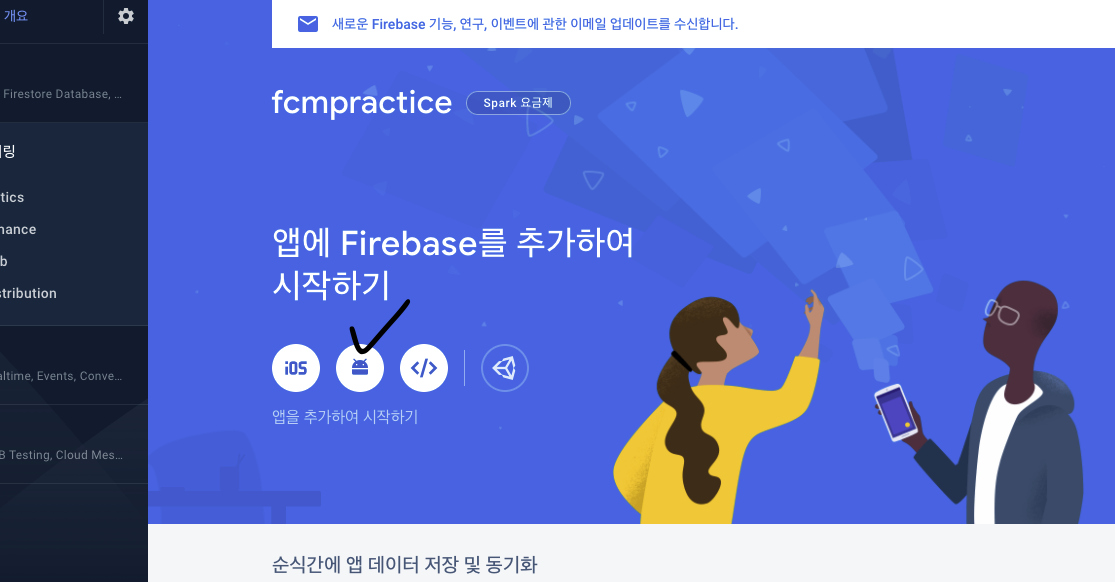 개요
새로운 Firebase 기능, 연구, 이벤트에 관한 이메일 업데이트를 수신합니다.
Firestore Database, ...
fcmpractice
Spark 요금제
링
tics
nance
b
stribution
앱에 Firebase를 추가하여
시작하기
iOS
</>
앱을 추가하여 시작하기
altime, Events, Conve...
B Testing, Cloud Mes...
순식간에 앱 데이터 저장 및 동기화